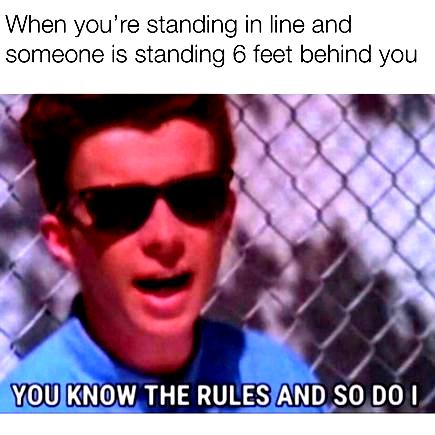 When you’re standing in line and
someone is standing 6 feet behind you
YOU KNOW THE RULES AND SO DO I